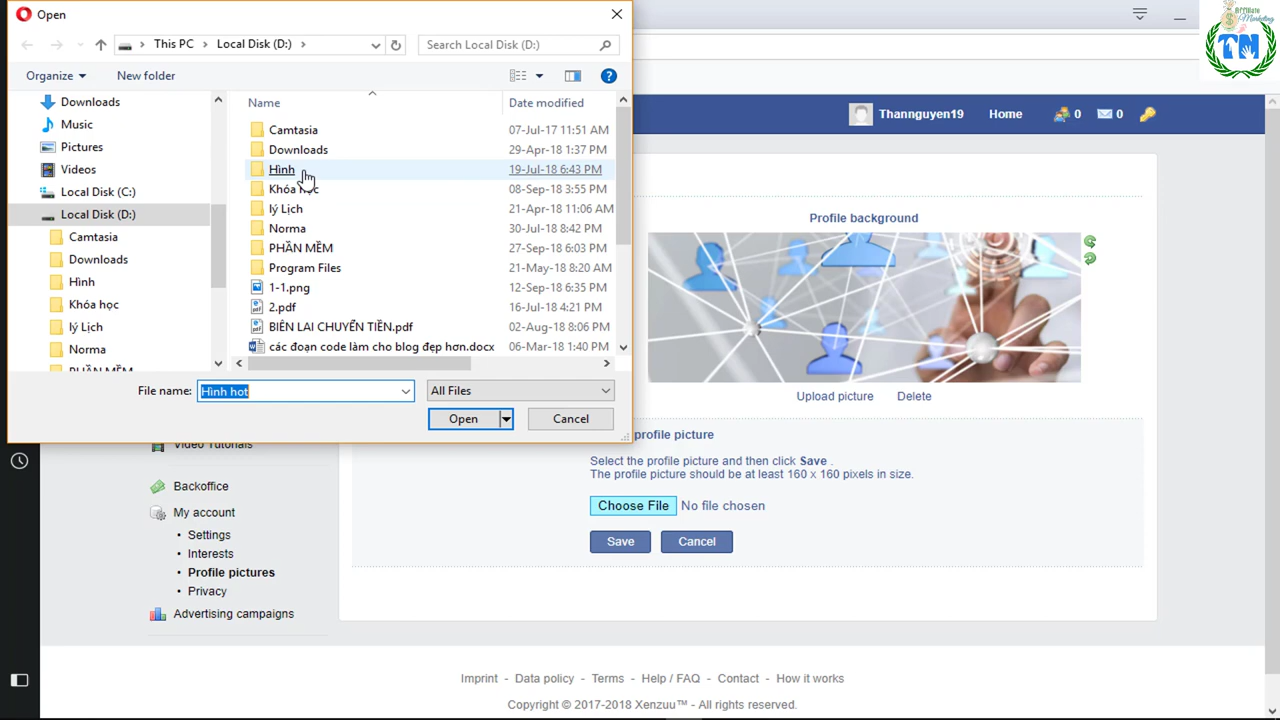 Open
This PC
Local Disk (D:)
Search Local Disk (D:)
Organize
New folder
Downloads
Music
Pictures
Videos
Local Disk (C:)
Local Disk (D:)
Camtasia
Downloads
Hình
Khóa học
lý Lịch
Norma
Name
Date modified
Camtasia 07-Jul-17 11:51 AM
Downloads 29-Apr-18 1:37 PM
Hình 19-Jul-18 6:43 PM
Khóa học 08-Sep-18 3:55 PM
lý Lịch 21-Apr-18 11:06 AM
Norma 30-Jul-18 8:42 PM
PHẦN MỀM 27-Sep-18 6:03 PM
Program Files 21-May-18 8:20 AM
1-1.png 12-Sep-18 6:35 PM
2.pdf 16-Jul-18 4:21 PM
BIÊN LAI CHUYỂN TIỀN.pdf 02-Aug-18 8:06 PM
các đoạn code làm cho blog đẹp hơn.docx 06-Mar-18 1:40 PM
File name:
Hình hot
All Files
Open
Cancel
Affiliate
Marketing
TN
Thannguyen19
0
0
Home
Profile background
Upload picture
Delete
profile picture
Select the profile picture and then click Save .
The profile picture should be at least 160 x 160 pixels in size.
Choose File No file chosen
Save
Cancel
Video Tutorials
Backoffice
My account
Settings
Interests
Profile pictures
Privacy
Advertising campaigns
Imprint - Data policy - Terms - Help / FAQ - Contact - How it works
Copyright © 2017-2018 Xenzuu™ - All rights reserved.